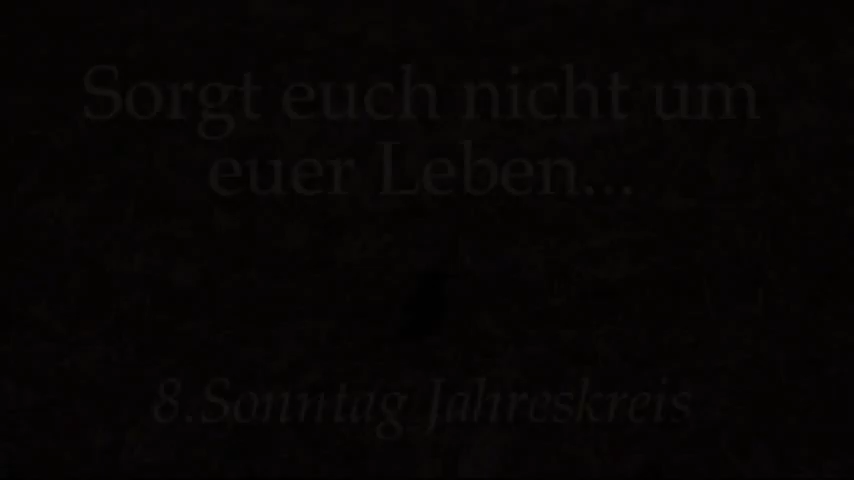 Sorgt euch nicht um
euer Leben...
8.Sonntag Jahreskreis